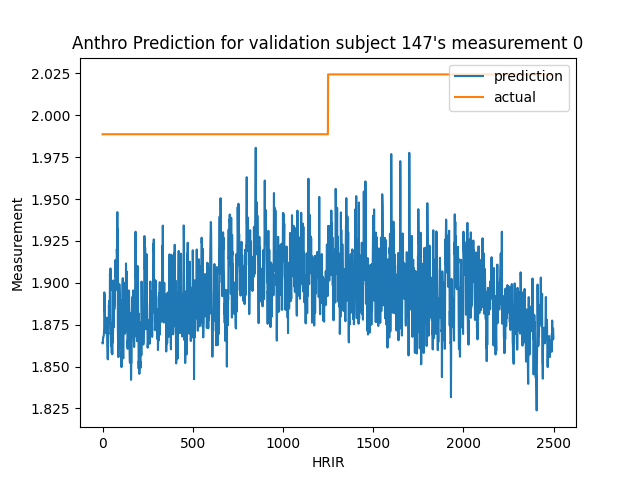 Anthro Prediction for validation subject 147's measurement 0
2.025
2.000
1.975
1.950
1.925
1.900
1.875
1.850
1.825
Measurement
prediction
actual
0 500 1000 1500 2000 2500
HRIR